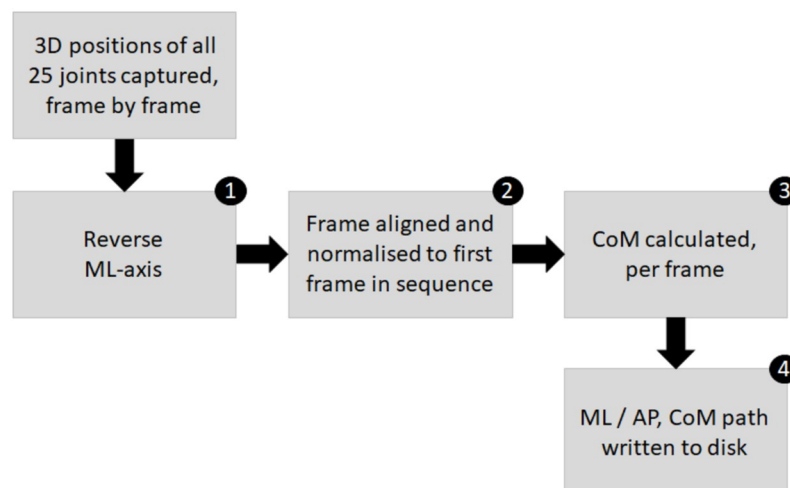 3D positions of all
25 joints captured,
frame by frame
1
Reverse
ML-axis
2
Frame aligned and
normalised to first
frame in sequence
3
CoM calculated,
per frame
4
ML / AP, CoM path
written to disk